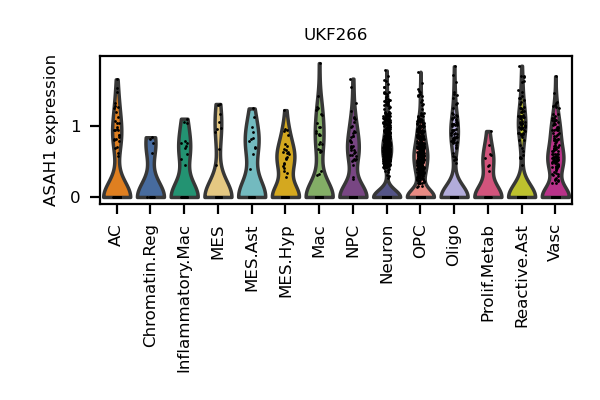 UKF266
ASAH1 expression
1
0
AC
Chromatin.Reg
Inflammatory.Mac
MES
MES.Ast
MES.Hyp
Mac
NPC
Neuron
OPC
Oligo
Prolif.Metab
Reactive.Ast
Vasc